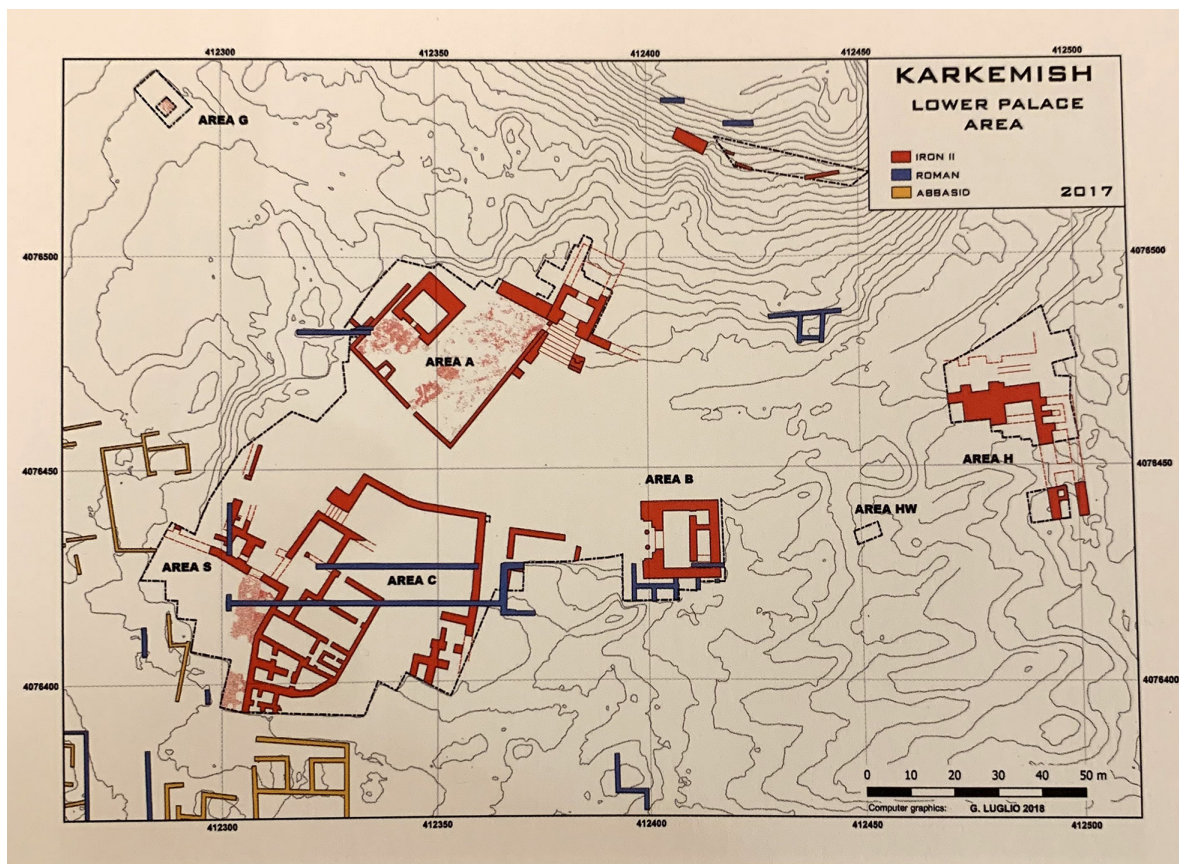 412300
412350
412400
412450
412500
KARKEMISH
LOWER PALACE
AREA
IRON II
ROMAN
ABBASID
2017
AREA G
4076500
4076500
AREA A
4076450
4076450
AREA H
AREA B
AREA HW
AREA S
AREA C
4076400
4076400
0 10 20 30 40 50 m
Computer graphics: G. LUGLIO 2018
412300
412350
412400
412450
412500